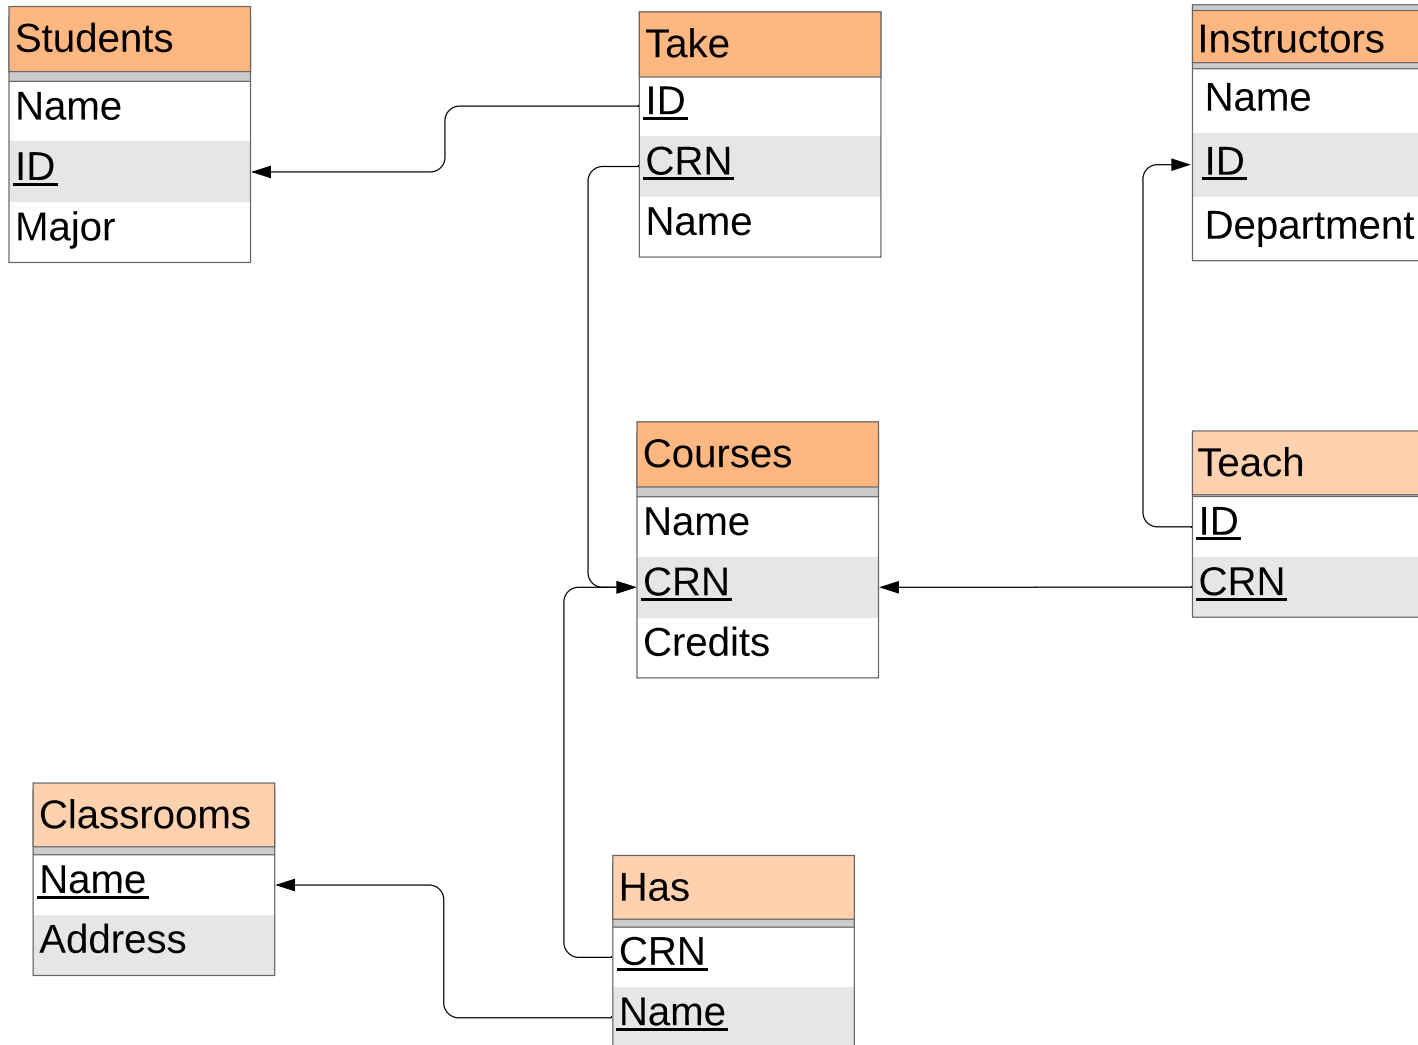 Students
Name
ID
Major
Take
ID
CRN
Name
Instructors
Name
ID
Department
Courses
Name
CRN
Credits
Teach
ID
CRN
Classrooms
Name
Address
Has
CRN
Name